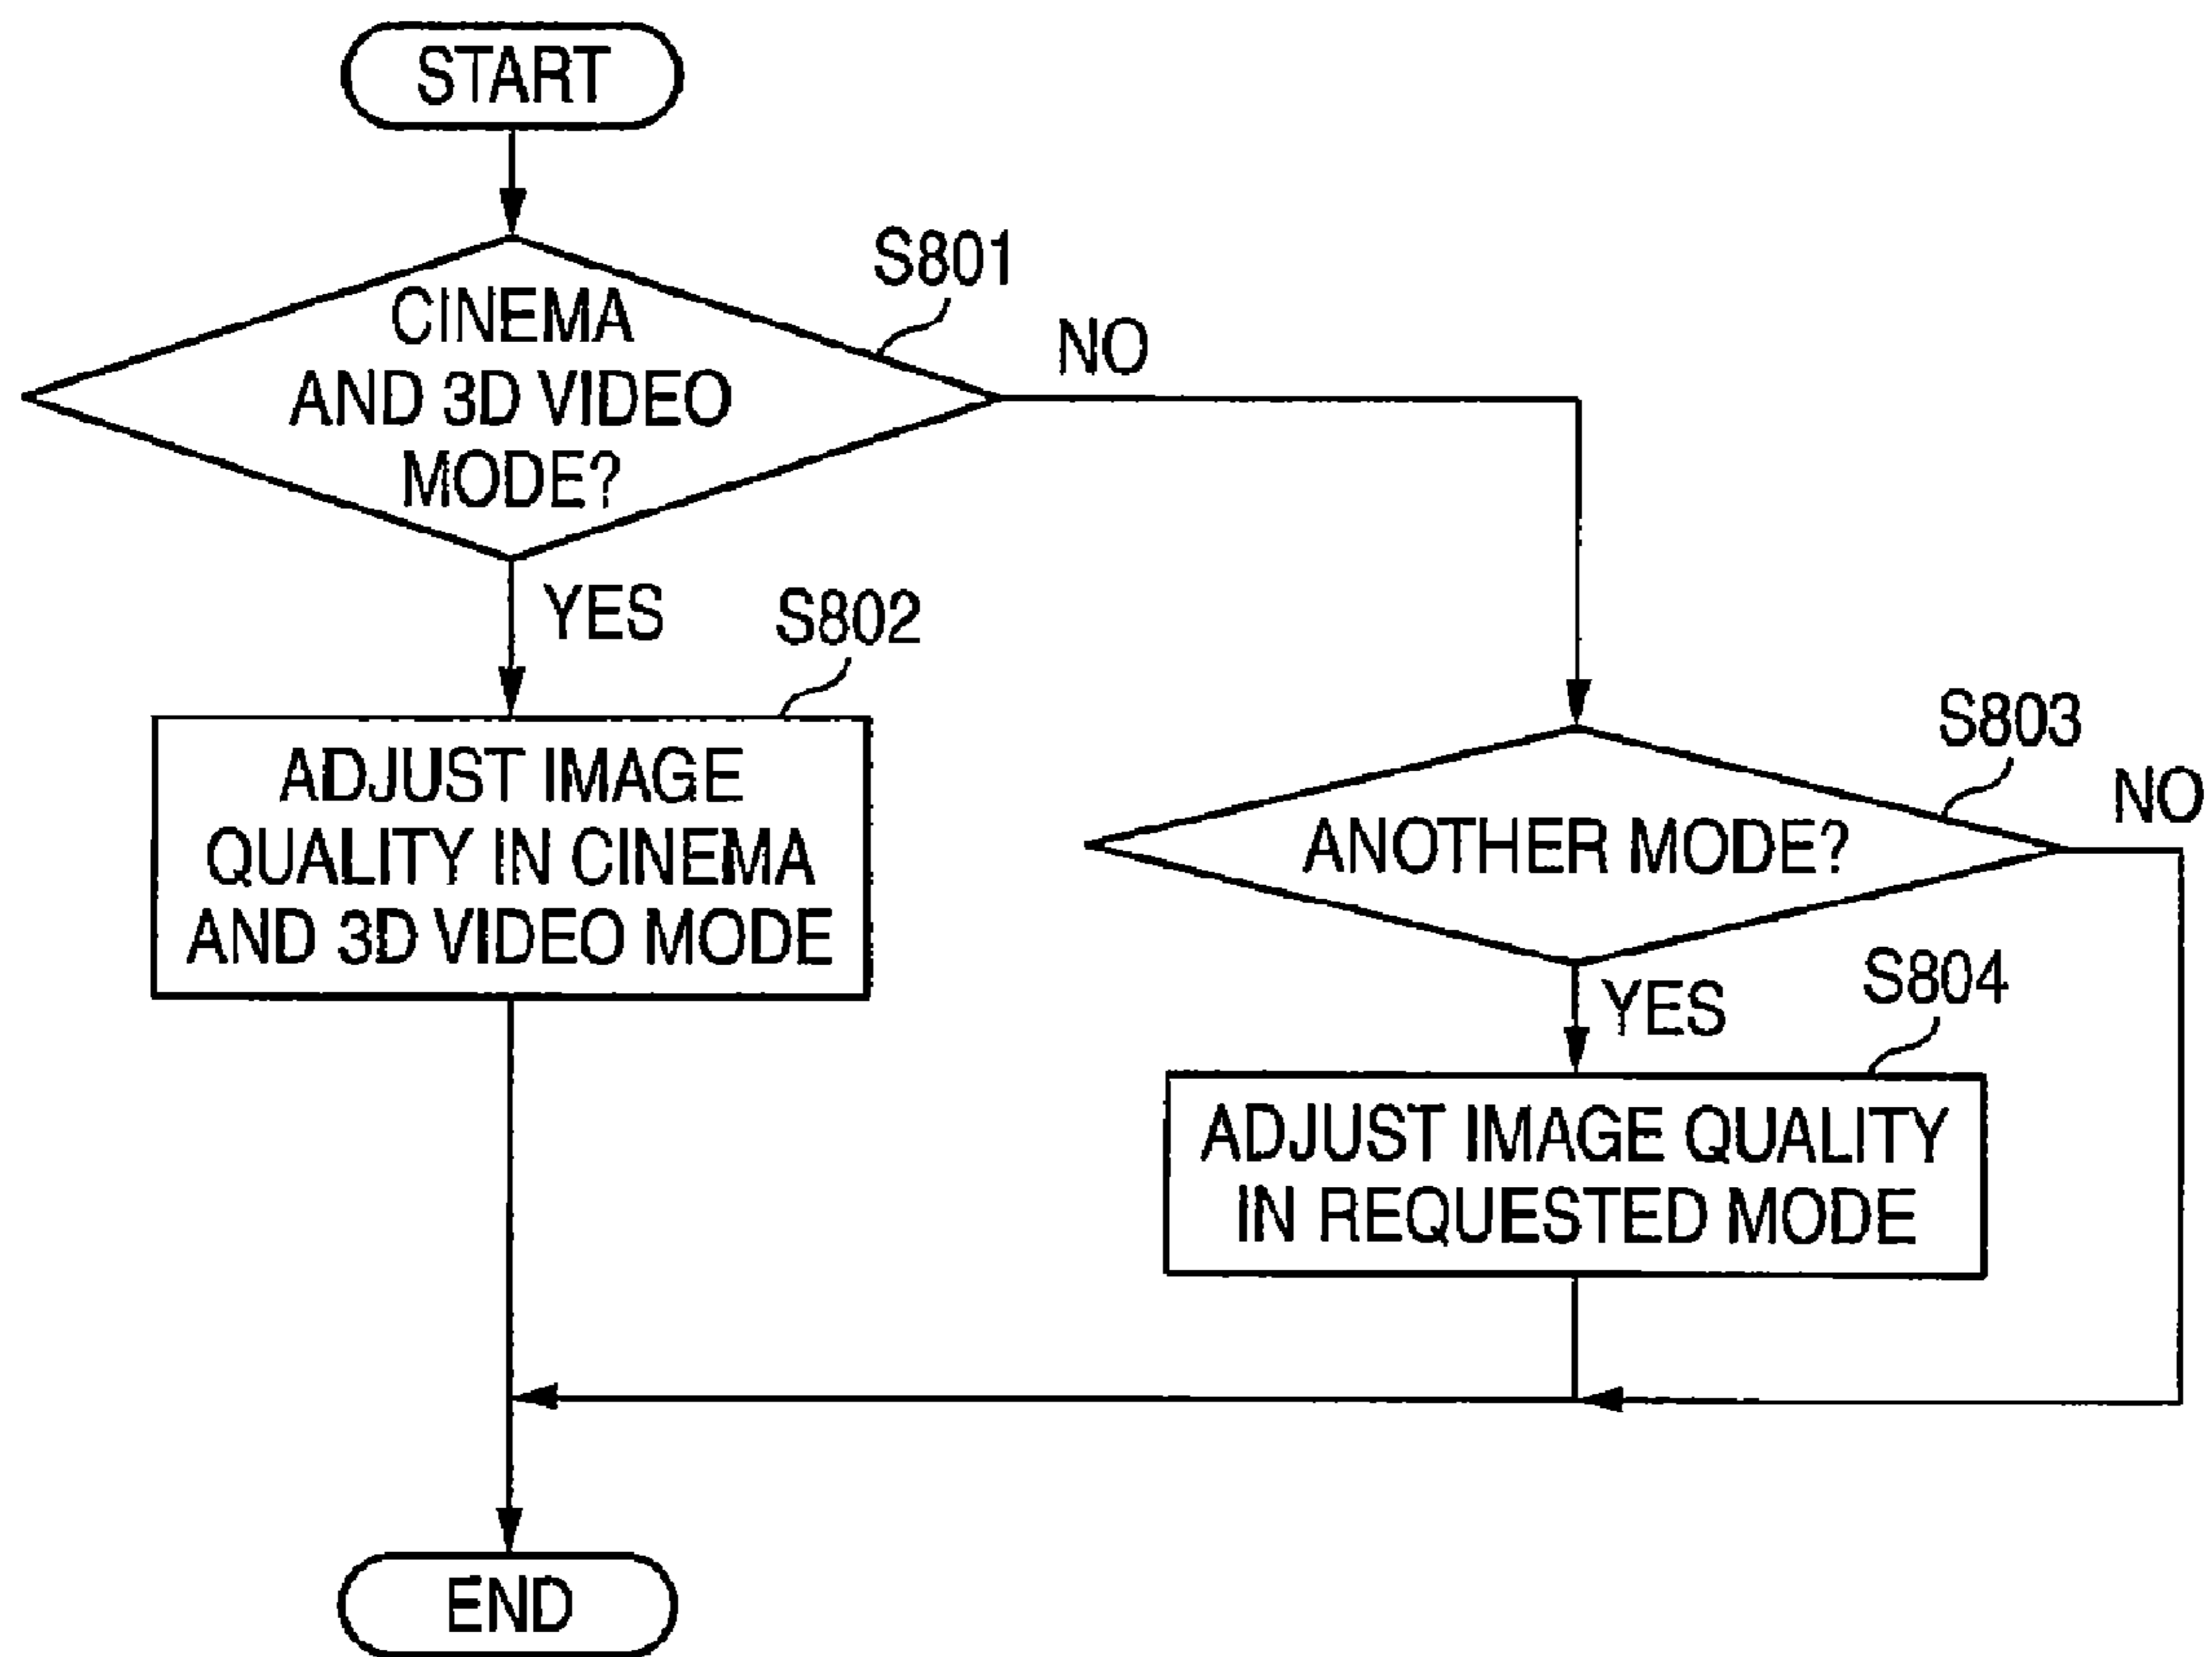 START
S801
CINEMA
AND 3D VIDEO
MODE?
NO
YES
S802
ADJUST IMAGE
QUALITY IN CINEMA
AND 3D VIDEO MODE
S803
ANOTHER MODE?
NO
YES
S804
ADJUST IMAGE QUALITY
IN REQUESTED MODE
END